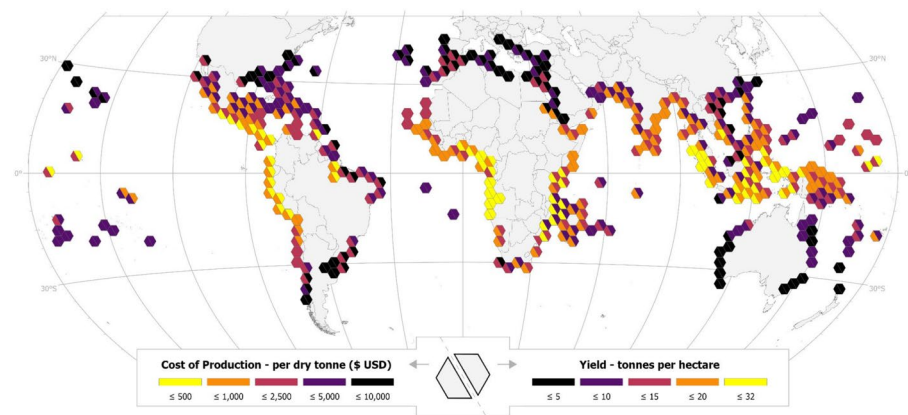 30°N
30°N
0°
0°
30°S
30°S
Cost of Production - per dry tonne ($ USD)
≤ 500 ≤ 1,000 ≤ 2,500 ≤ 5,000 ≤ 10,000
Yield - tonnes per hectare
≤ 5 ≤ 10 ≤ 15 ≤ 20 ≤ 32